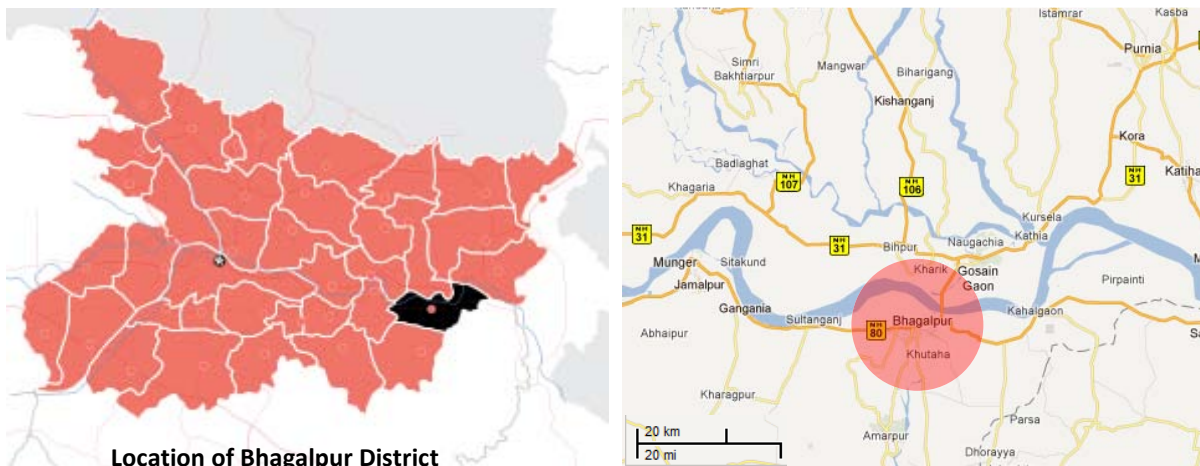 Location of Bhagalpur District
Istamrar
Kasba
Purnia
Simri
Bakhtiarpur
Mangwar
Biharigang
Kishanganj
Kora
Badlaghat
NH
31
Katiha
Khagaria
NH
107
NH
106
Kursela
NH
31
NH
31
Kathia
Naugachia
Bihpur
Munger
Sitakund
Kharik
Gosain
Gaon
Jamalpur
Pirpainti
Gangania
Sultanganj
Kahalgaon
Abhaipur
NH
80
Bhagalpur
Sa
Khutaha
Kharagpur
Parsa
Amarpur
Dhorayya
20 km
20 mi